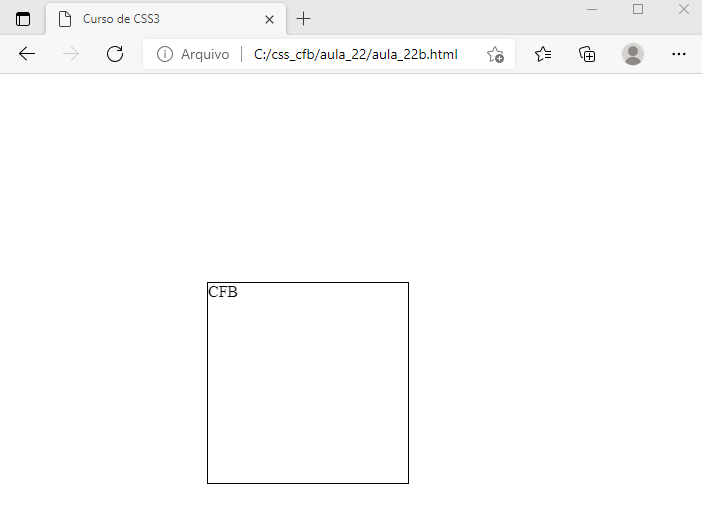 Curso de CSS3
Arquivo C:/css_cfb/aula_22/aula_22b.html
CFB